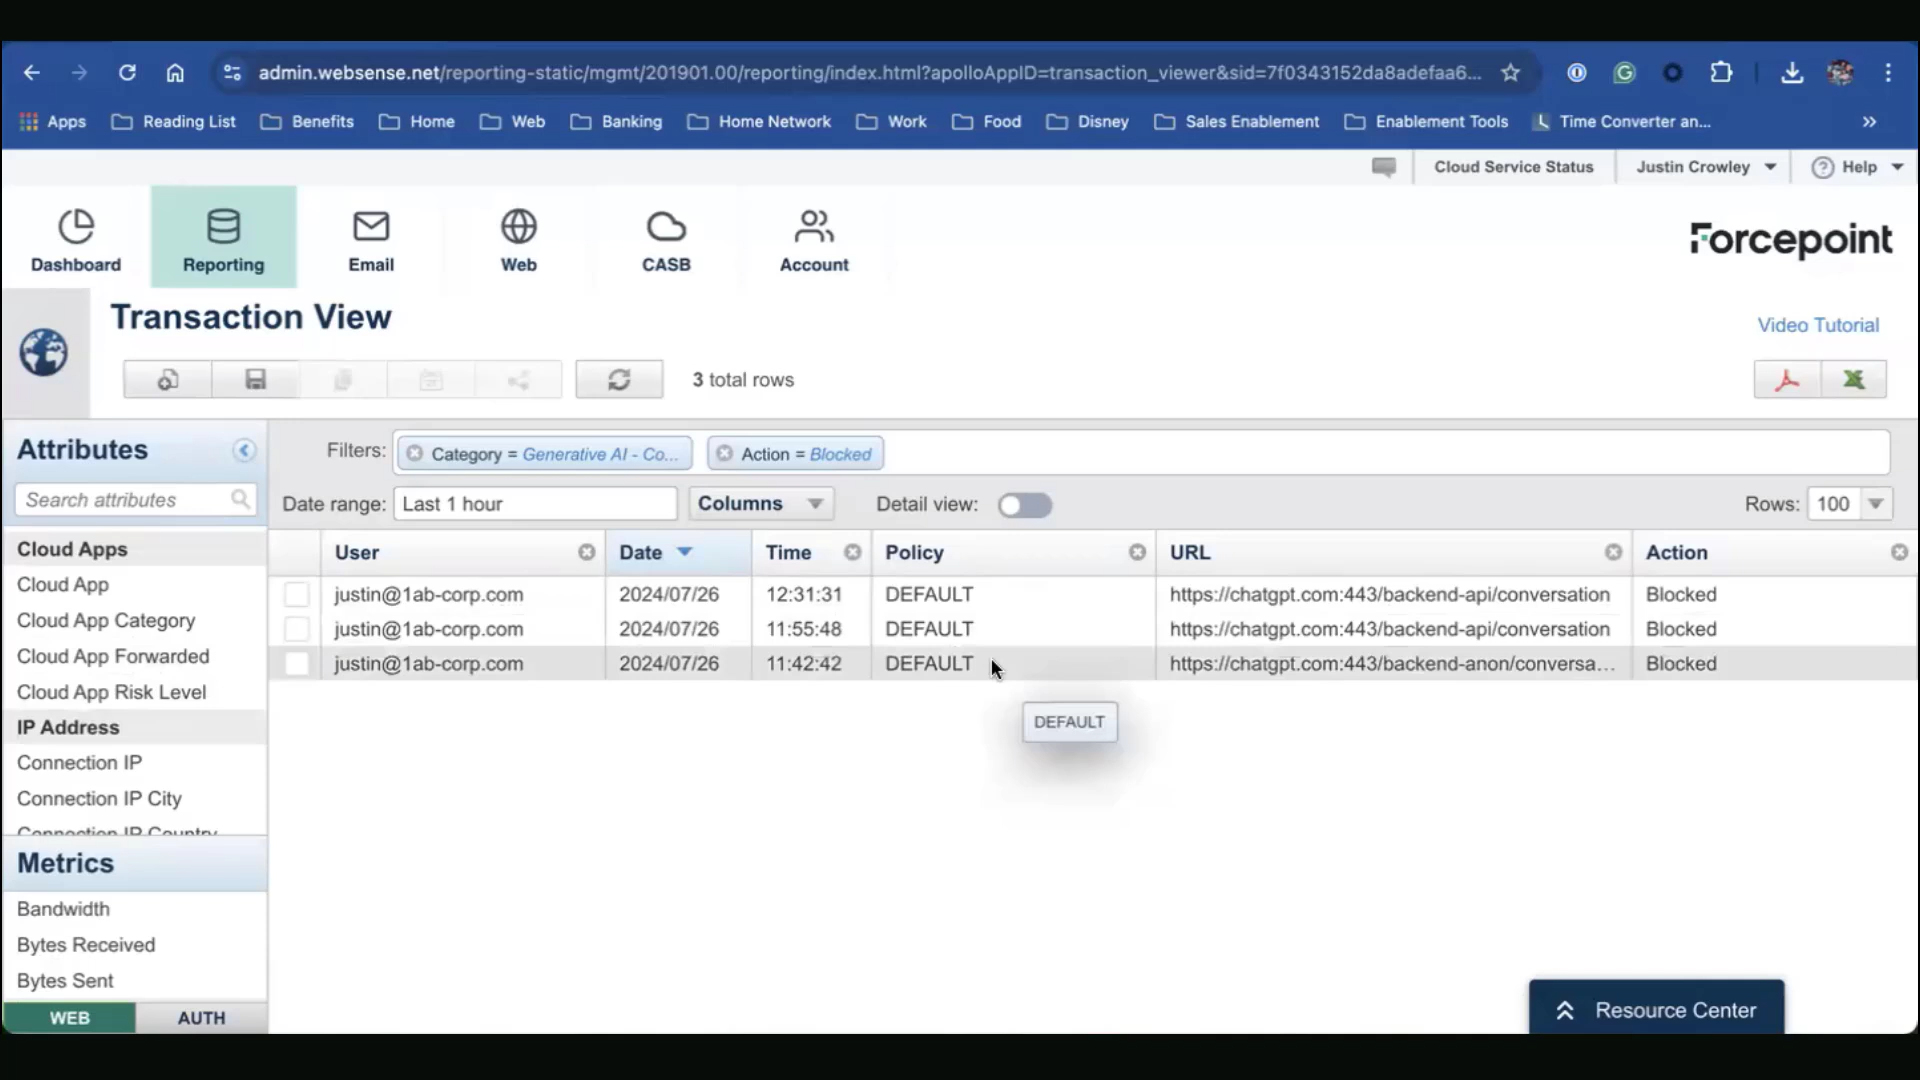 admin.websense.net/reporting-static/mgmt/201901.00/reporting/index.html?apolloAppID=transaction_viewer&sid=7f0343152da8adefaa6...
Apps Reading List Benefits Home Web Banking Home Network Work Food Disney Sales Enablement Enablement Tools Time Converter an... »
Cloud Service Status Justin Crowley Help
Dashboard Reporting Email Web CASB Account Forcepoint
Transaction View
Video Tutorial
3 total rows
Attributes
Filters: Category = Generative AI - Co... Action = Blocked
Search attributes
Date range: Last 1 hour Columns Detail view: Rows: 100
Cloud Apps
User Date Time Policy URL Action
Cloud App
justin@1ab-corp.com 2024/07/26 12:31:31 DEFAULT https://chatgpt.com:443/backend-api/conversation Blocked
Cloud App Category
justin@1ab-corp.com 2024/07/26 11:55:48 DEFAULT https://chatgpt.com:443/backend-api/conversation Blocked
Cloud App Forwarded
justin@1ab-corp.com 2024/07/26 11:42:42 DEFAULT https://chatgpt.com:443/backend-anon/conversa...
Blocked
Cloud App Risk Level
IP Address
DEFAULT
Connection IP
Connection IP City
Connection IP Country
Metrics
Bandwidth
Bytes Received
Bytes Sent
WEB AUTH
Resource Center